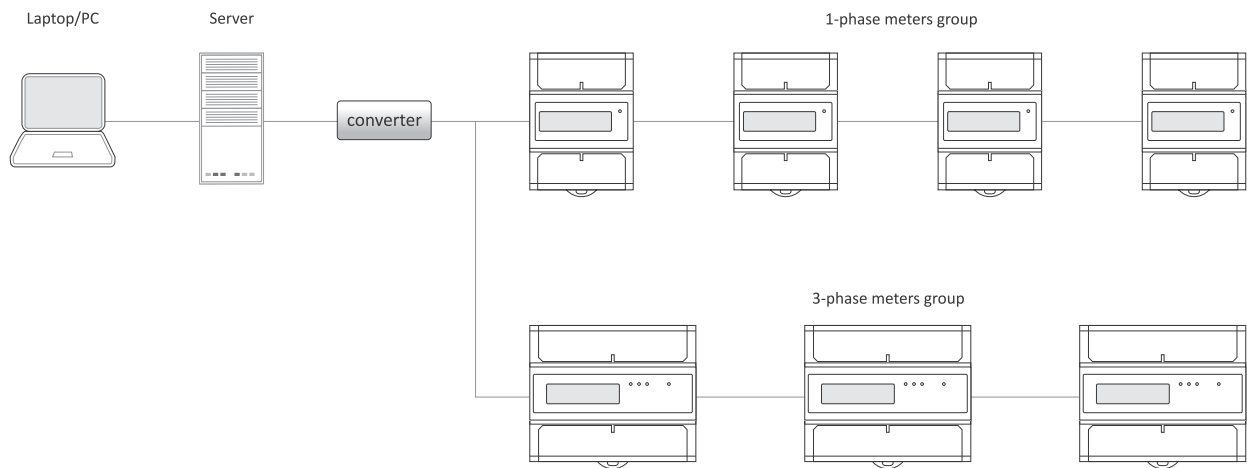 Laptop/PC
Server
1-phase meters group
converter
3-phase meters group